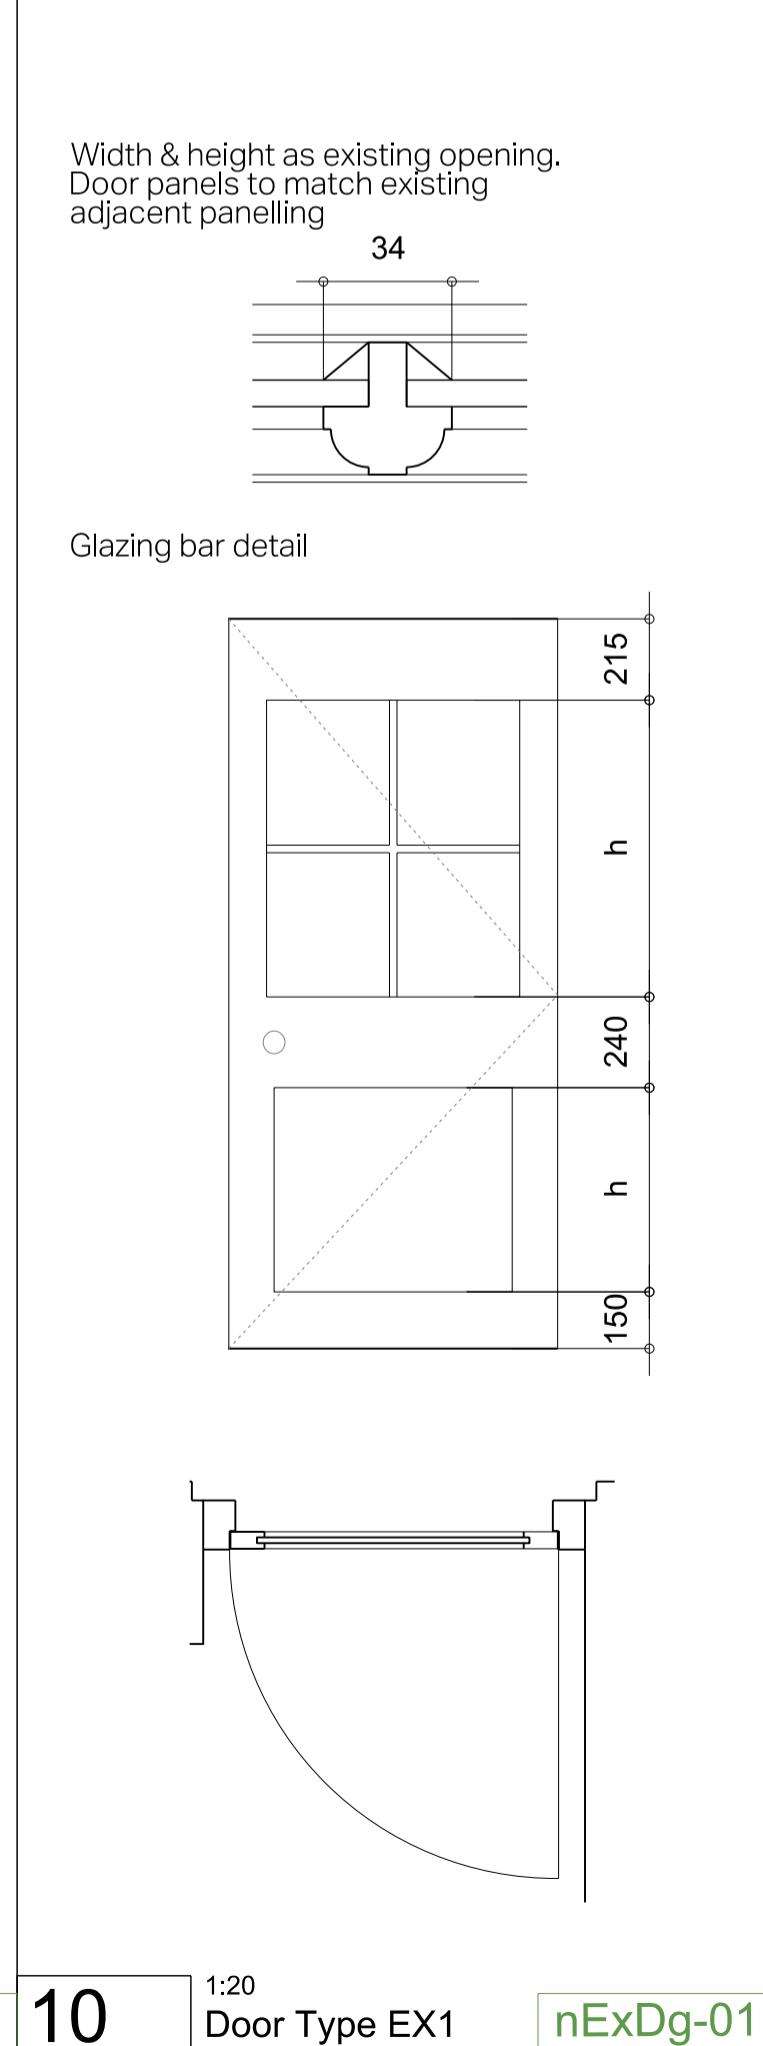 Width & height as existing opening.
Door panels to match existing
adjacent panelling
34
Glazing bar detail
215
h
240
h
150
1:20
10
Door Type EX1
nExDg-01